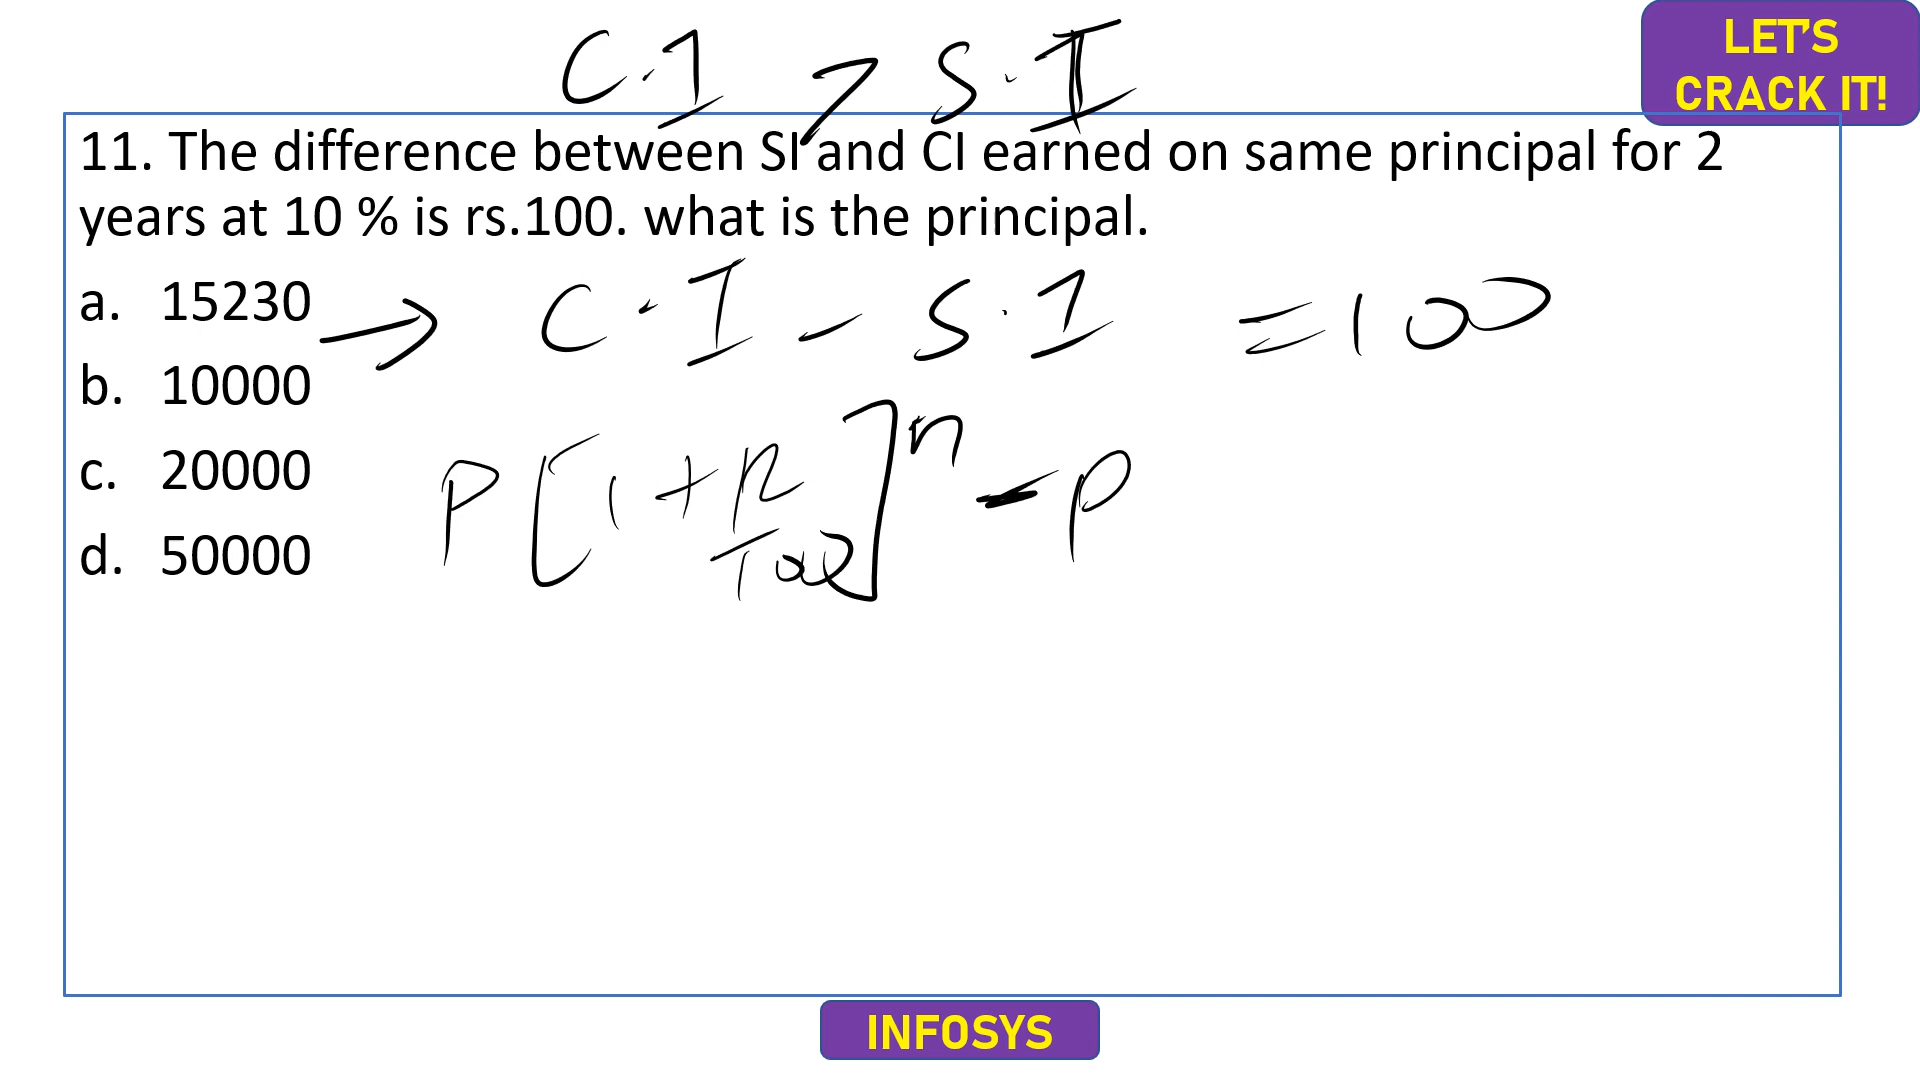 LET'S
CRACK IT!
C.I > S.I
11. The difference between SI and CI earned on same principal for 2
years at 10 % is rs.100. what is the principal.
a. 15230
→ C.I - S.I = 100
b. 10000
P[1+R/100]^n - P
c. 20000
d. 50000
INFOSYS